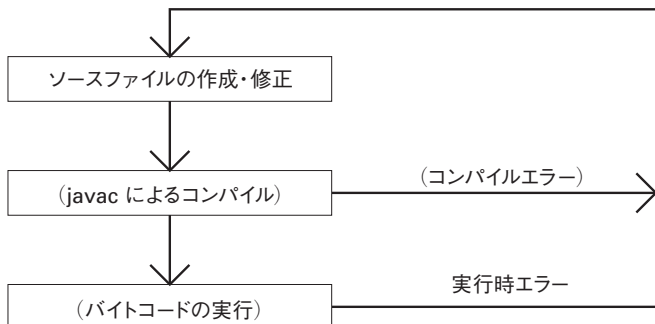 ソースファイルの作成・修正
(javac によるコンパイル)
(コンパイルエラー)
(バイトコードの実行)
実行時エラー